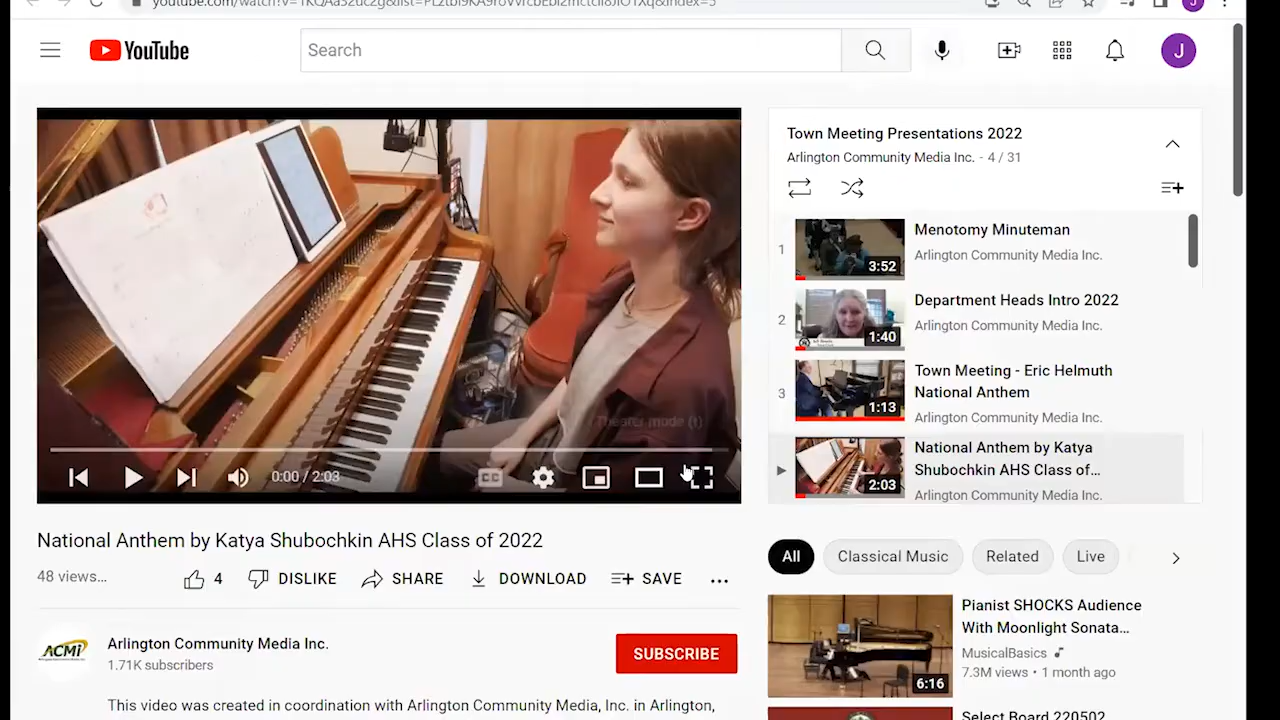 YouTube
Search
J
Theater mode (t)
0:00 / 2:03
National Anthem by Katya Shubochkin AHS Class of 2022
48 views...
4
DISLIKE
SHARE
DOWNLOAD
SAVE
ACMi
Arlington Community Media Inc.
1.71K subscribers
SUBSCRIBE
This video was created in coordination with Arlington Community Media, Inc. in Arlington,
Town Meeting Presentations 2022
Arlington Community Media Inc. - 4 / 31
1
3:52
Menotomy Minuteman
Arlington Community Media Inc.
2
1:40
Department Heads Intro 2022
Arlington Community Media Inc.
3
1:13
Town Meeting - Eric Helmuth
National Anthem
Arlington Community Media Inc.
2:03
National Anthem by Katya
Shubochkin AHS Class of...
Arlington Community Media Inc.
All
Classical Music
Related
Live
6:16
Pianist SHOCKS Audience
With Moonlight Sonata...
MusicalBasics
7.3M views • 1 month ago
Select Board 220502